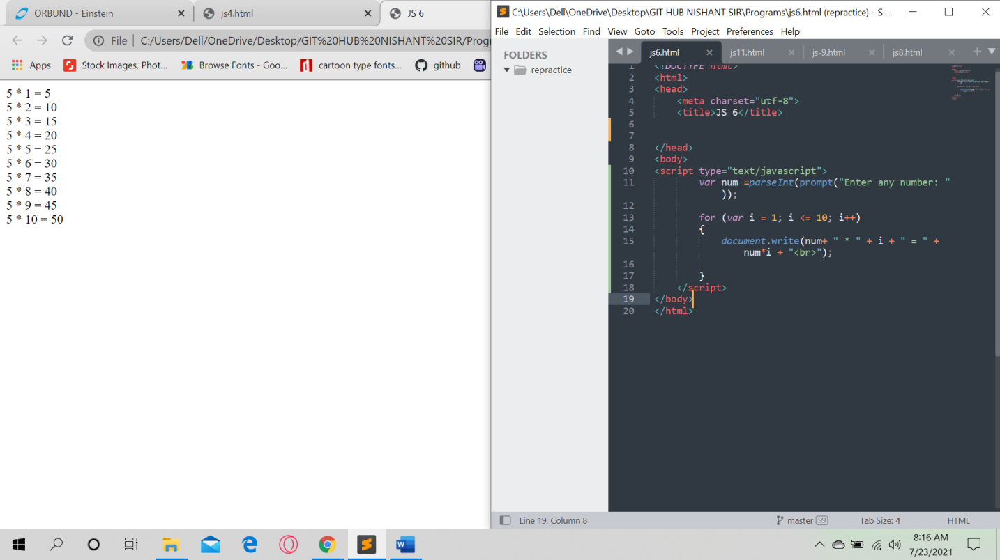 ORBUND - Einstein
js4.html
JS 6
File
C:/Users/Dell/OneDrive/Desktop/GIT%20HUB%20NISHANT%20SIR/Progr
Apps
Stock Images, Phot...
Browse Fonts - Goo...
cartoon type fonts...
github
5 * 1 = 5
5 * 2 = 10
5 * 3 = 15
5 * 4 = 20
5 * 5 = 25
5 * 6 = 30
5 * 7 = 35
5 * 8 = 40
5 * 9 = 45
5 * 10 = 50
C:\Users\Dell\OneDrive\Desktop\GIT HUB NISHANT SIR\Programs\js6.html (repractice) - S...
File Edit Selection Find View Goto Tools Project Preferences Help
FOLDERS
repractice
js6.html
js11.html
js-9.html
js8.html
1 <!DOCTYPE html>
2 <html>
3 <head>
4 <meta charset="utf-8">
5 <title>JS 6</title>
6
7
8 </head>
9 <body>
10 <script type="text/javascript">
11 var num =parseInt(prompt("Enter any number: "
));
12
13 for (var i = 1; i <= 10; i++)
14 {
15 document.write(num+ " * " + i + " = " +
num*i + "<br>");
16
17 }
18 </script>
19 </body>
20 </html>
Line 19, Column 8
master 99
Tab Size: 4
HTML
8:16 AM
7/23/2021